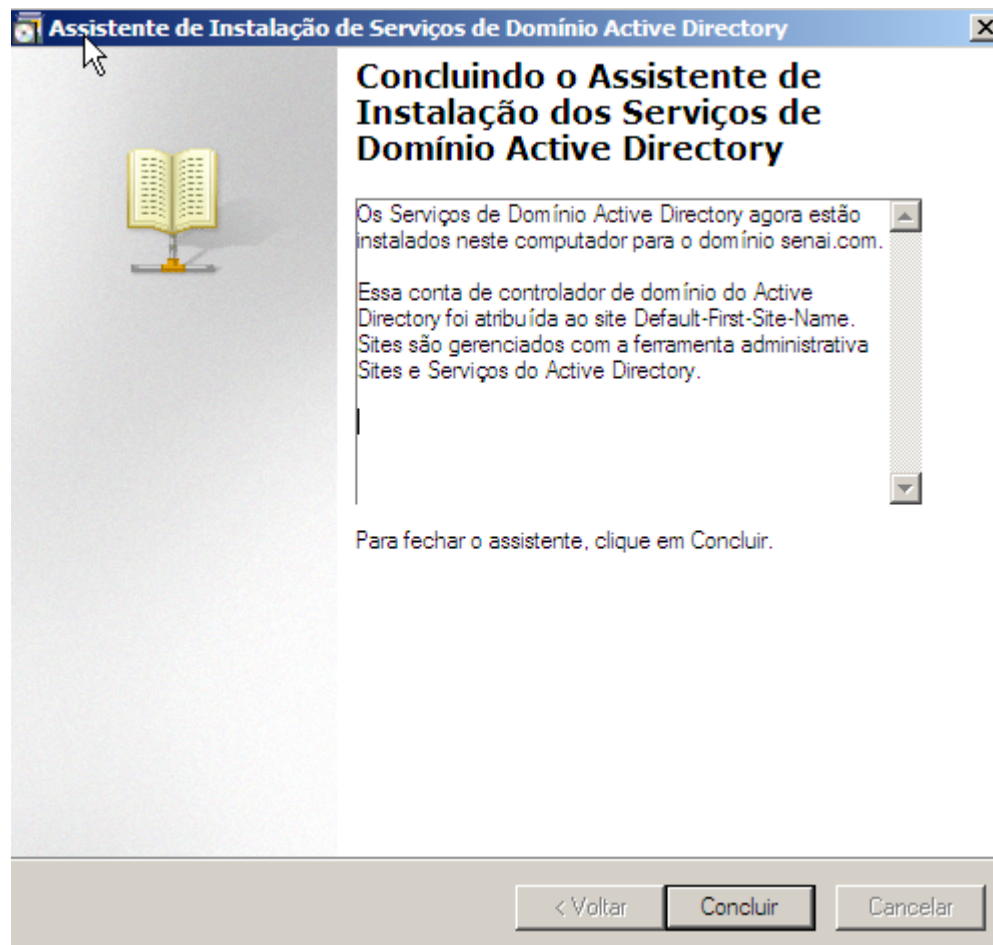 Assistente de Instalação de Serviços de Domínio Active Directory
Concluindo o Assistente de
Instalação dos Serviços de
Domínio Active Directory
Os Serviços de Domínio Active Directory agora estão
instalados neste computador para o domínio senai.com.
Essa conta de controlador de domínio do Active
Directory foi atribuída ao site Default-First-Site-Name.
Sites são gerenciados com a ferramenta administrativa
Sites e Serviços do Active Directory.
Para fechar o assistente, clique em Concluir.
< Voltar
Concluir
Cancelar